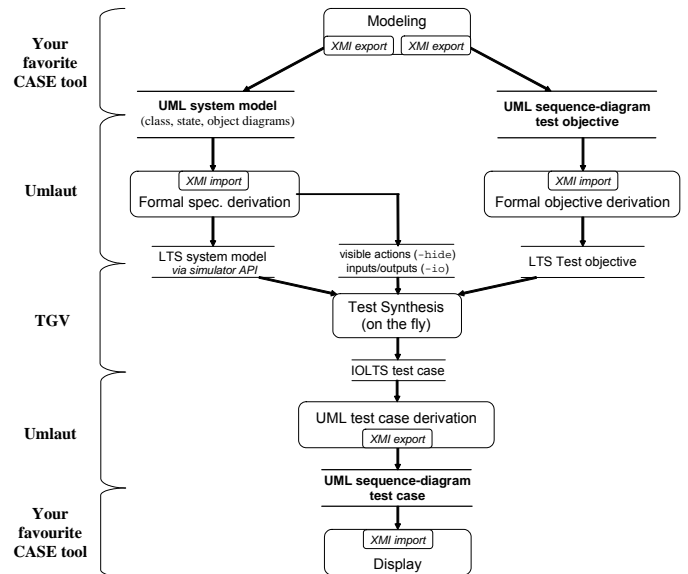 Modeling
XMI export XMI export
Your
favorite
CASE tool
UML system model
(class, state, object diagrams)
UML sequence-diagram
test objective
Umlaut
XMI import
Formal spec. derivation
XMI import
Formal objective derivation
LTS system model
via simulator API
visible actions (-hide)
inputs/outputs (-io)
LTS Test objective
TGV
Test Synthesis
(on the fly)
IOLTS test case
Umlaut
UML test case derivation
XMI export
UML sequence-diagram
test case
Your
favourite
CASE tool
XMI import
Display